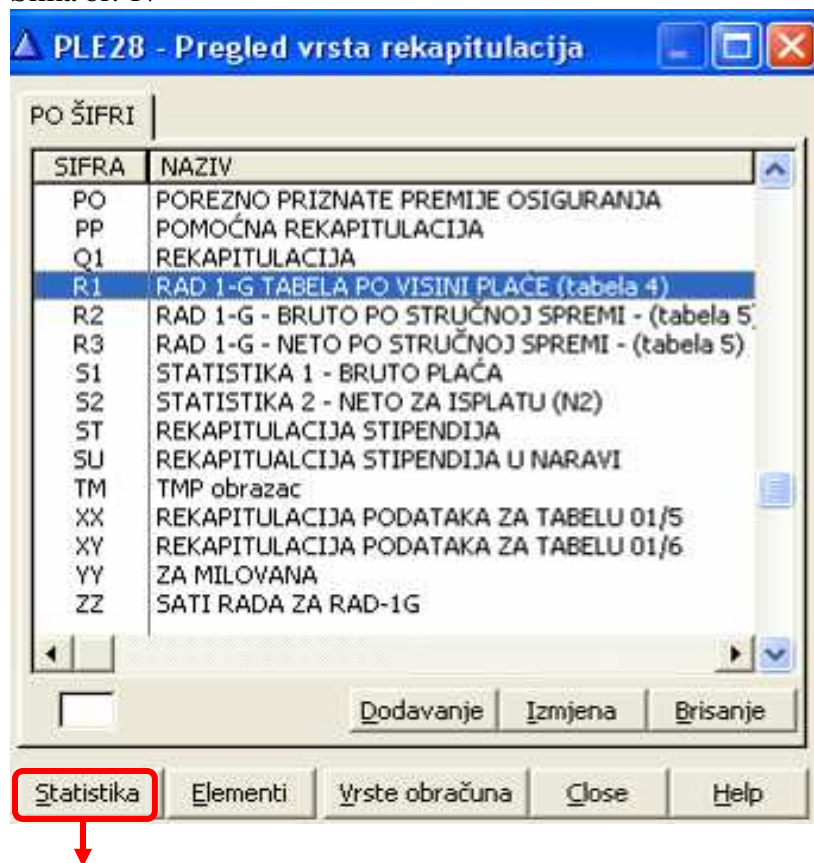 PLE28 - Pregled vrsta rekapitulacija
PO ŠIFRI
SIFRA NAZIV
PO POREZNO PRIZNATE PREMIJE OSIGURANJA
PP POMOĆNA REKAPITULACIJA
Q1 REKAPITULACIJA
R1 RAD 1-G TABELA PO VISINI PLAĆE (tabela 4)
R2 RAD 1-G - BRUTO PO STRUČNOJ SPREMI - (tabela 5
R3 RAD 1-G - NETO PO STRUČNOJ SPREMI - (tabela 5)
S1 STATISTIKA 1 - BRUTO PLAĆA
S2 STATISTIKA 2 - NETO ZA ISPLATU (N2)
ST REKAPITULACIJA STIPENDIJA
SU REKAPITUALCIJA STIPENDIJA U NARAVI
TM TMP obrazac
XX REKAPITULACIJA PODATAKA ZA TABELU 01/5
XY REKAPITULACIJA PODATAKA ZA TABELU 01/6
YY ZA MILOVANA
ZZ SATI RADA ZA RAD-1G
Dodavanje Izmjena Brisanje
Statistika Elementi Vrste obračuna Close Help